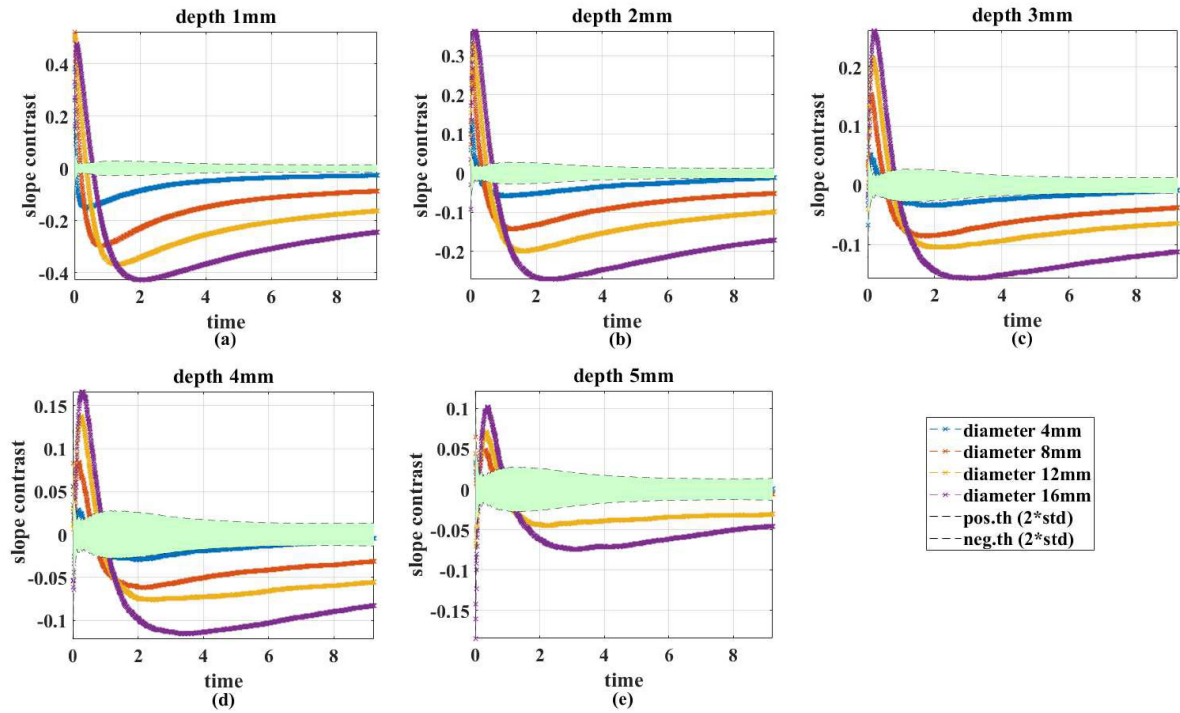 depth 1mm
0.4
0.2
0
-0.2
-0.4
slope contrast
0 2 4 6 8
time
(a)
depth 2mm
0.3
0.2
0.1
0
-0.1
-0.2
slope contrast
0 2 4 6 8
time
(b)
depth 3mm
0.2
0.1
0
-0.1
slope contrast
0 2 4 6 8
time
(c)
depth 4mm
0.15
0.1
0.05
0
-0.05
-0.1
slope contrast
0 2 4 6 8
time
(d)
depth 5mm
0.1
0.05
0
-0.05
-0.1
-0.15
slope contrast
0 2 4 6 8
time
(e)
diameter 4mm
diameter 8mm
diameter 12mm
diameter 16mm
pos.th (2*std)
neg.th (2*std)